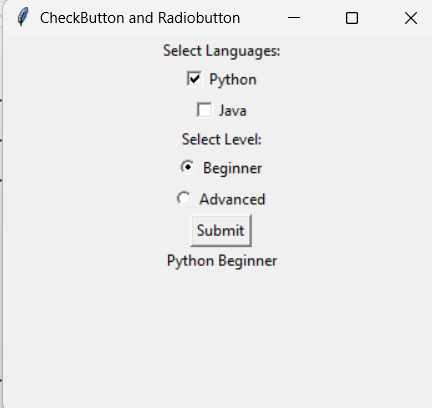 CheckButton and Radiobutton
Select Languages:
Python
Java
Select Level:
Beginner
Advanced
Submit
Python Beginner